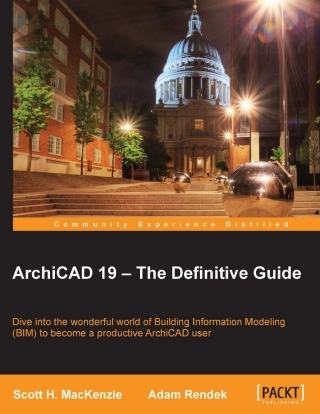 Community Experience Distilled
ArchiCAD 19 – The Definitive Guide
Dive into the wonderful world of Building Information Modeling
(BIM) to become a productive ArchiCAD user
Scott H. MacKenzie Adam Rendek
[PACKT]
PUBLISHING